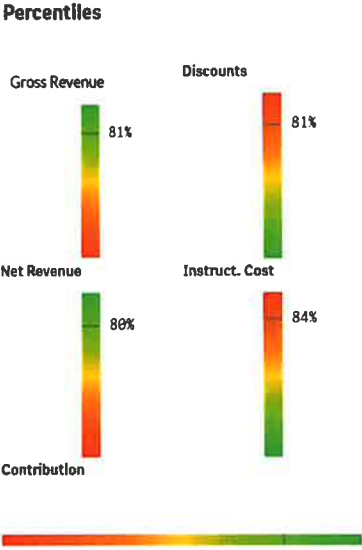 Percentiles
Gross Revenue
Discounts
81%
81%
Net Revenue
Instruct. Cost
80%
84%
Contribution